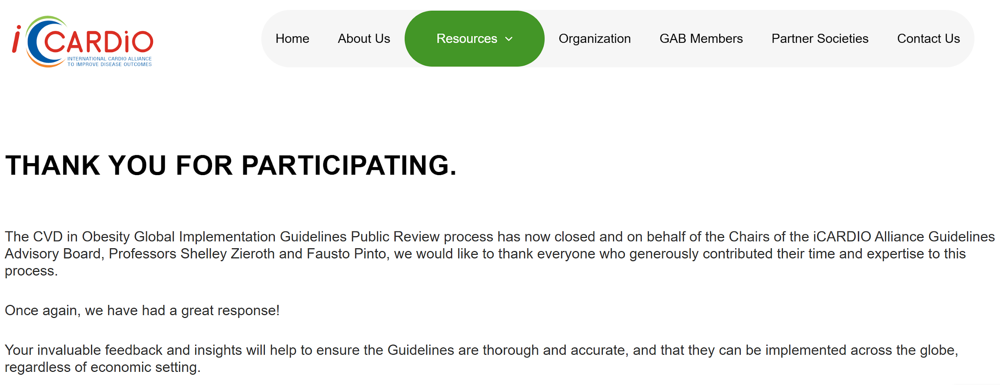 iCARDiO
INTERNATIONAL CARDIO ALLIANCE
TO IMPROVE DISEASE OUTCOMES
Home About Us Resources Organization GAB Members Partner Societies Contact Us
THANK YOU FOR PARTICIPATING.
The CVD in Obesity Global Implementation Guidelines Public Review process has now closed and on behalf of the Chairs of the iCARDIO Alliance Guidelines
Advisory Board, Professors Shelley Zieroth and Fausto Pinto, we would like to thank everyone who generously contributed their time and expertise to this
process.
Once again, we have had a great response!
Your invaluable feedback and insights will help to ensure the Guidelines are thorough and accurate, and that they can be implemented across the globe,
regardless of economic setting.